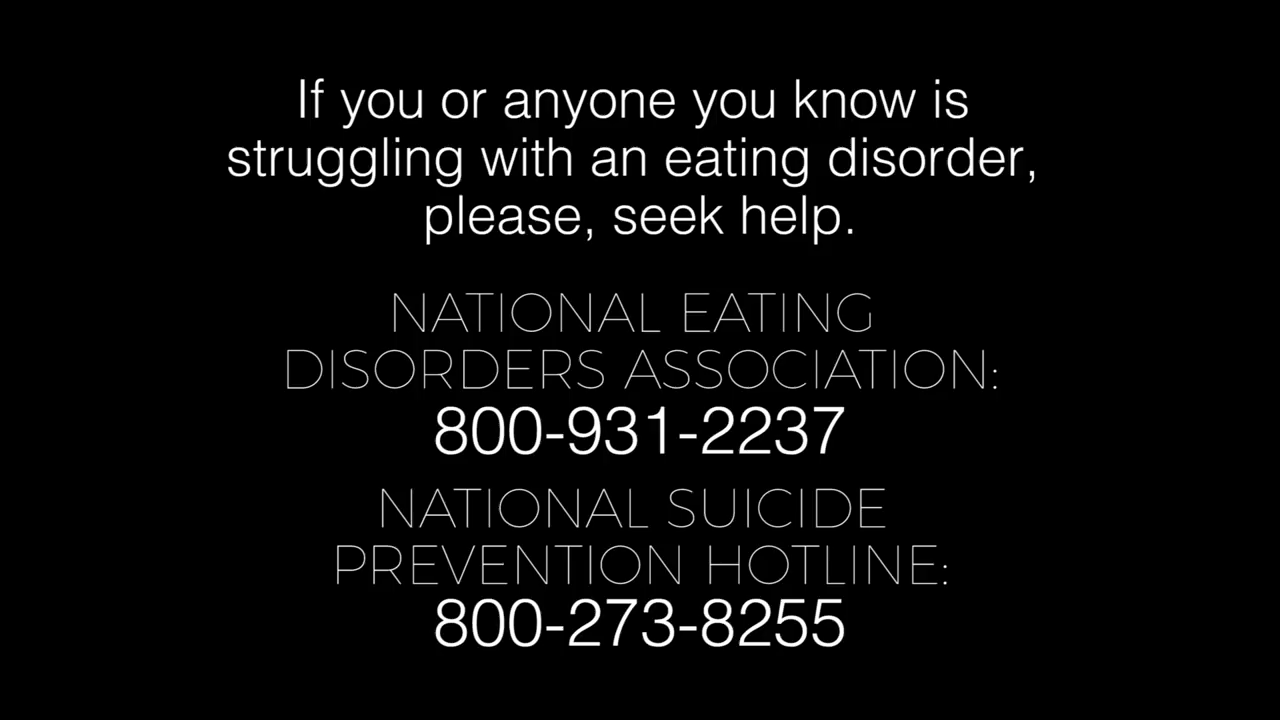 If you or anyone you know is
struggling with an eating disorder,
please, seek help.
NATIONAL EATING
DISORDERS ASSOCIATION:
800-931-2237
NATIONAL SUICIDE
PREVENTION HOTLINE:
800-273-8255